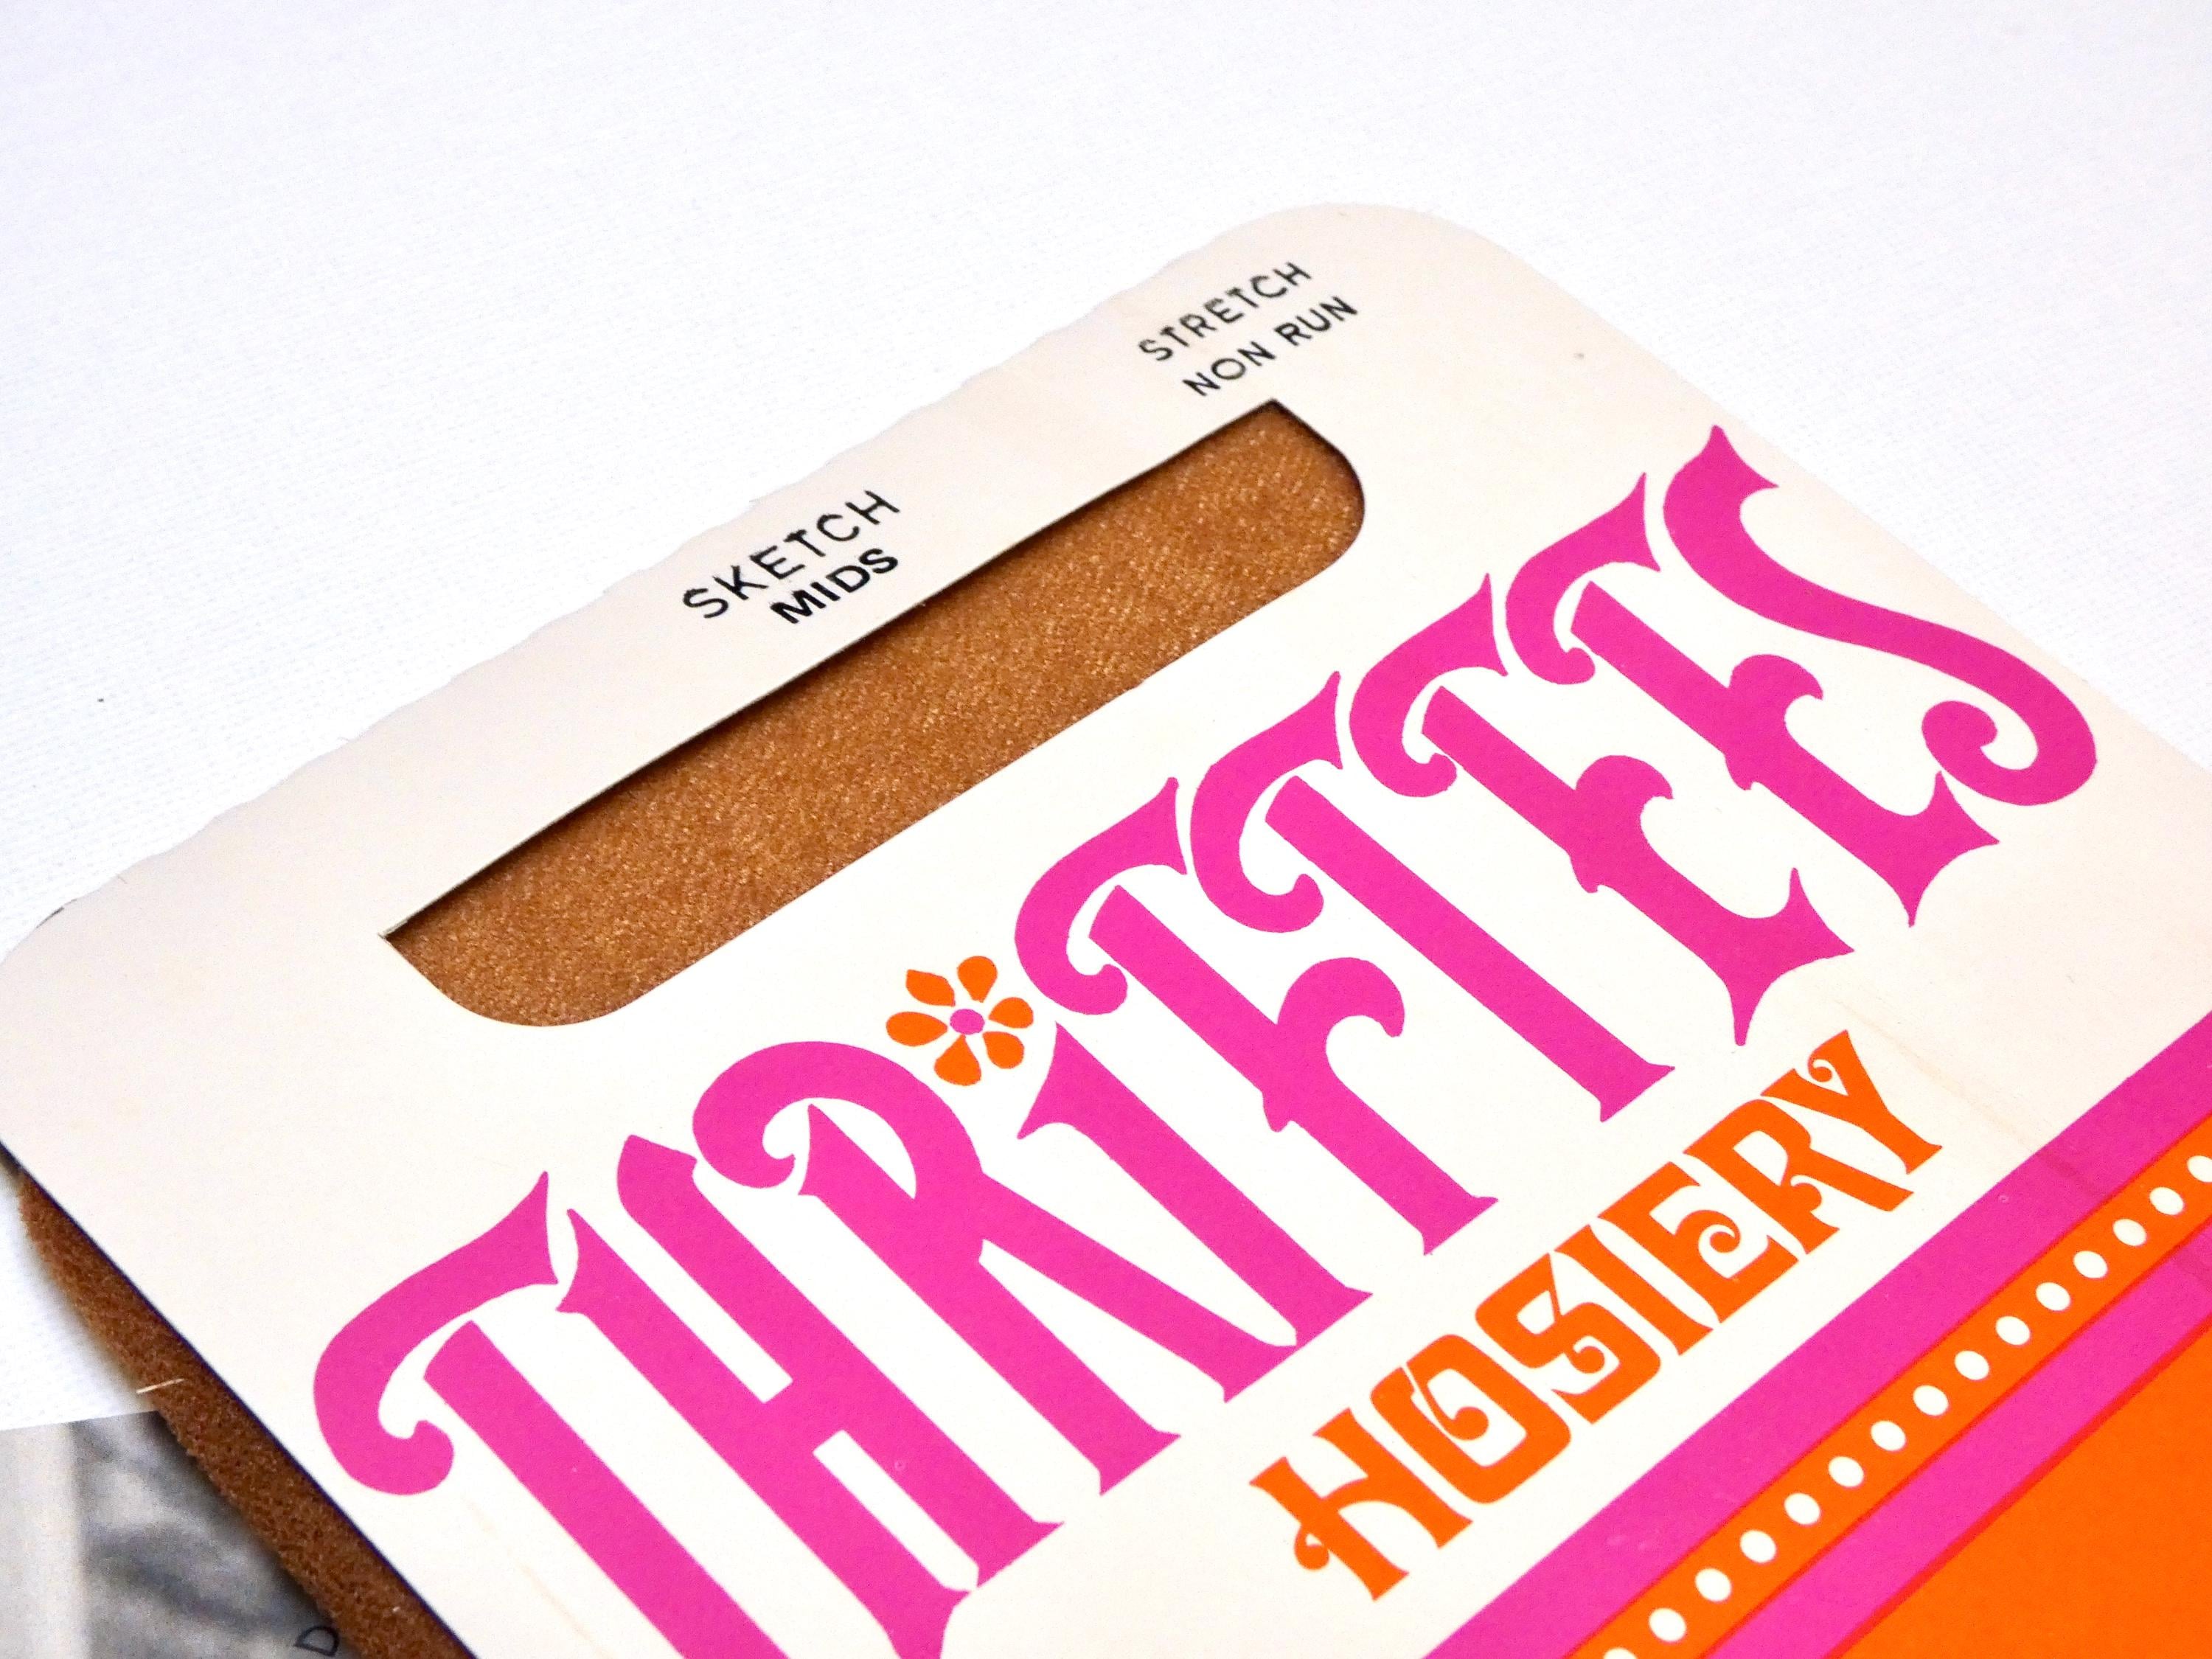 STRETCH
NON RUN
SKETCH
MIDS
THRiFTEES
HOSIERY
D